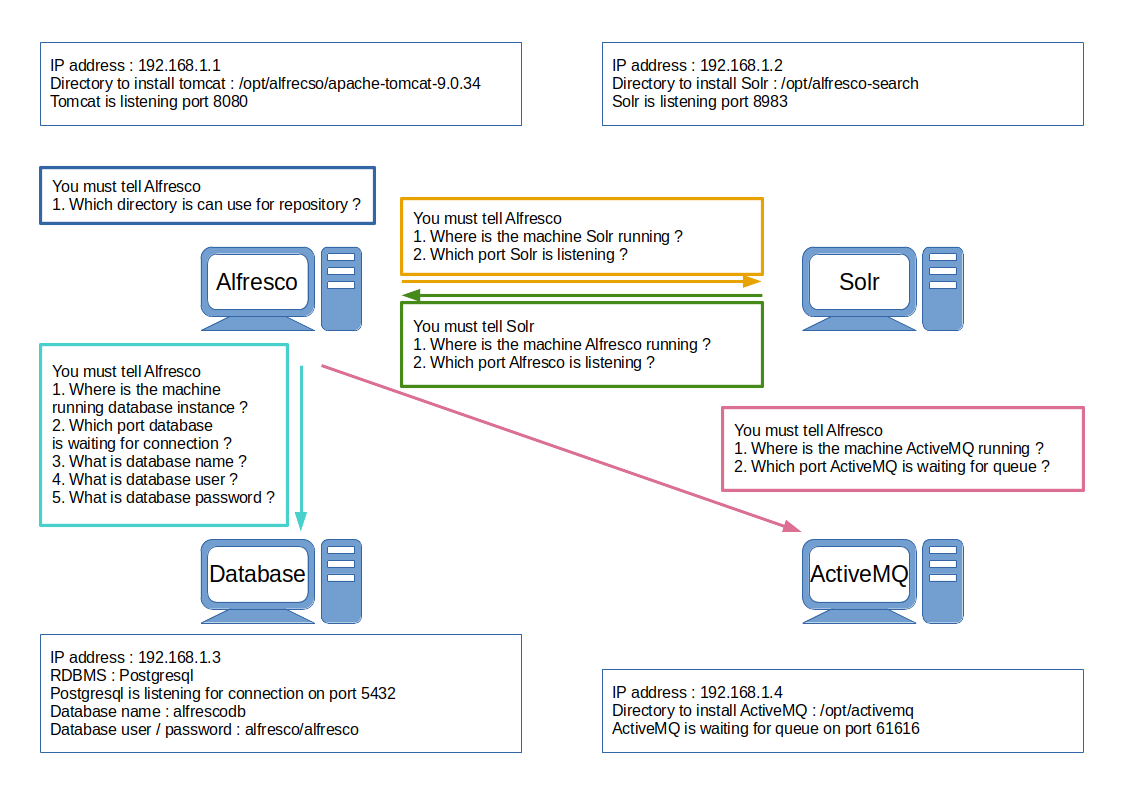 IP address : 192.168.1.1
Directory to install tomcat : /opt/alfrecso/apache-tomcat-9.0.34
Tomcat is listening port 8080
IP address : 192.168.1.2
Directory to install Solr : /opt/alfresco-search
Solr is listening port 8983
You must tell Alfresco
1. Which directory is can use for repository ?
You must tell Alfresco
1. Where is the machine Solr running ?
2. Which port Solr is listening ?
Alfresco
Solr
You must tell Solr
1. Where is the machine Alfresco running ?
2. Which port Alfresco is listening ?
You must tell Alfresco
1. Where is the machine
running database instance ?
2. Which port database
is waiting for connection ?
3. What is database name ?
4. What is database user ?
5. What is database password ?
You must tell Alfresco
1. Where is the machine ActiveMQ running ?
2. Which port ActiveMQ is waiting for queue ?
Database
ActiveMQ
IP address : 192.168.1.3
RDBMS : Postgresql
Postgresql is listening for connection on port 5432
Database name : alfrescodb
Database user / password : alfresco/alfresco
IP address : 192.168.1.4
Directory to install ActiveMQ : /opt/activemq
ActiveMQ is waiting for queue on port 61616